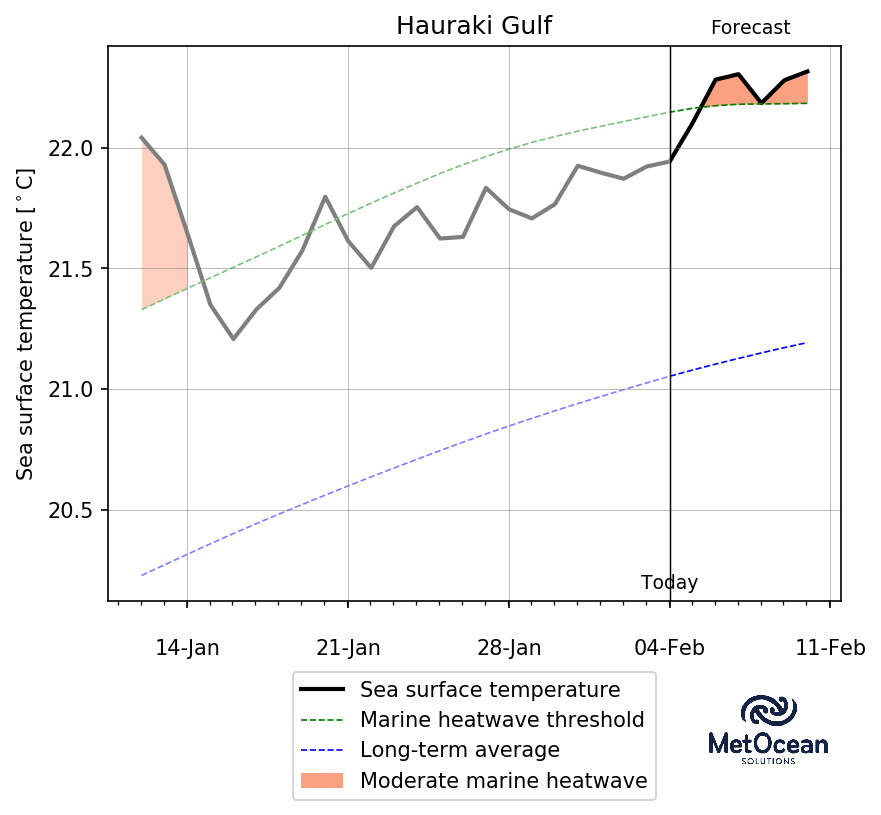 Hauraki Gulf
Forecast
Sea surface temperature [°C]
22.0
21.5
21.0
20.5
Today
14-Jan
21-Jan
28-Jan
04-Feb
11-Feb
Sea surface temperature
Marine heatwave threshold
Long-term average
Moderate marine heatwave
MetOcean
SOLUTIONS